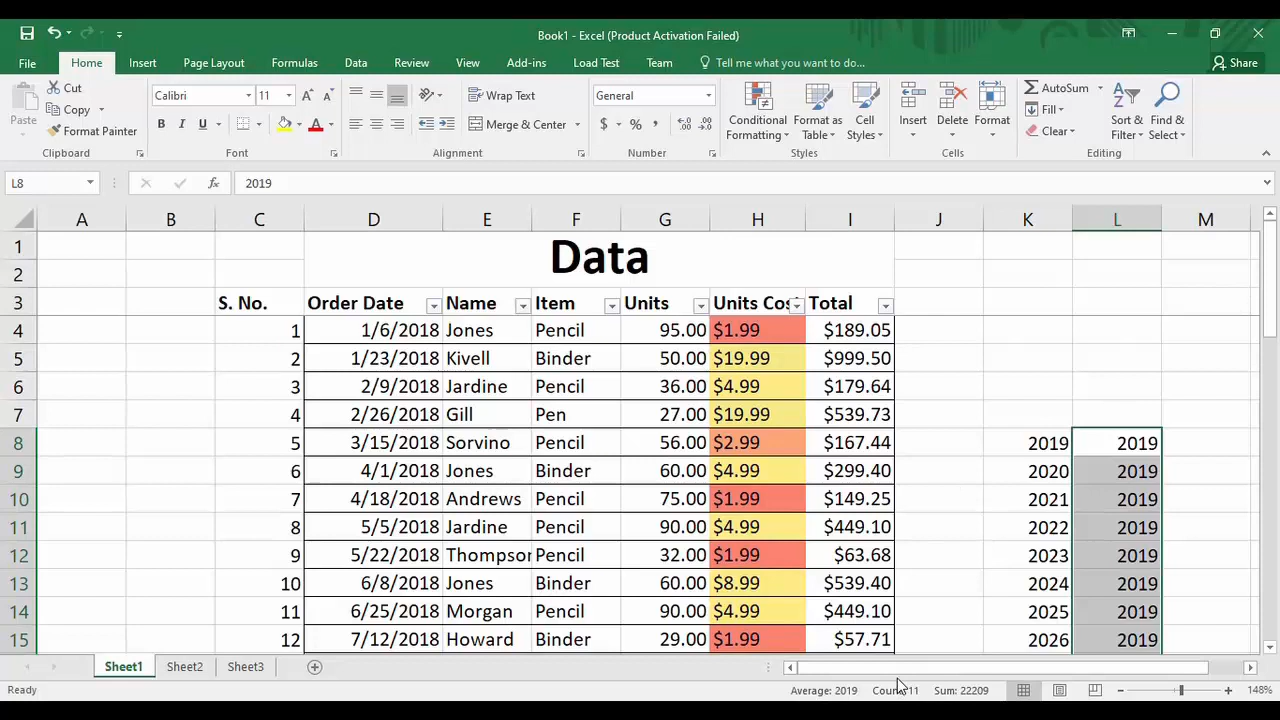 Book1 - Excel (Product Activation Failed)
File Home Insert Page Layout Formulas Data Review View Add-ins Load Test Team Tell me what you want to do... Share
Paste Cut Copy Format Painter Clipboard
Calibri 11 B I U A A A Font
Wrap Text Merge & Center Alignment
General $ % , Number
Conditional Formatting Format as Table Cell Styles Styles
Insert Delete Format Cells
AutoSum Fill Clear Sort & Filter Find & Select Editing
L8 fx 2019
A B C D E F G H I J K L M
1 Data
2
3 S. No. Order Date Name Item Units Units Total
4 1 1/6/2018 Jones Pencil 95.00 $1.99 $189.05
5 2 1/23/2018 Kivell Binder 50.00 $19.99 $999.50
6 3 2/9/2018 Jardine Pencil 36.00 $4.99 $179.64
7 4 2/26/2018 Gill Pen 27.00 $19.99 $539.73
8 5 3/15/2018 Sorvino Pencil 56.00 $2.99 $167.44 2019 2019
9 6 4/1/2018 Jones Binder 60.00 $4.99 $299.40 2020 2019
10 7 4/18/2018 Andrews Pencil 75.00 $1.99 $149.25 2021 2019
11 8 5/5/2018 Jardine Pencil 90.00 $4.99 $449.10 2022 2019
12 9 5/22/2018 Thompson Pencil 32.00 $1.99 $63.68 2023 2019
13 10 6/8/2018 Jones Binder 60.00 $8.99 $539.40 2024 2019
14 11 6/25/2018 Morgan Pencil 90.00 $4.99 $449.10 2025 2019
15 12 7/12/2018 Howard Binder 29.00 $1.99 $57.71 2026 2019
Sheet1 Sheet2 Sheet3
Ready Average: 2019 11 Sum: 22209 148%